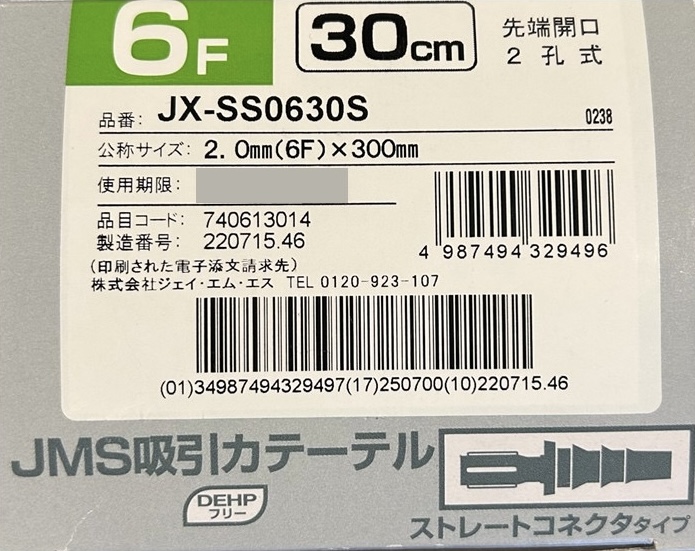 6F 30cm 先端開口
2孔式
品番: JX-SS0630S 0238
公称サイズ: 2.0mm(6F)×300mm
使用期限:
品目コード: 740613014
製造番号: 220715.46
4 987494 329496
(印刷された電子添文請求先)
株式会社ジェイ・エム・エス TEL 0120-923-107
(01)34987494329497(17)250700(10)220715.46
JMS吸引カテーテル
DEHP
フリー
ストレートコネクタタイプ